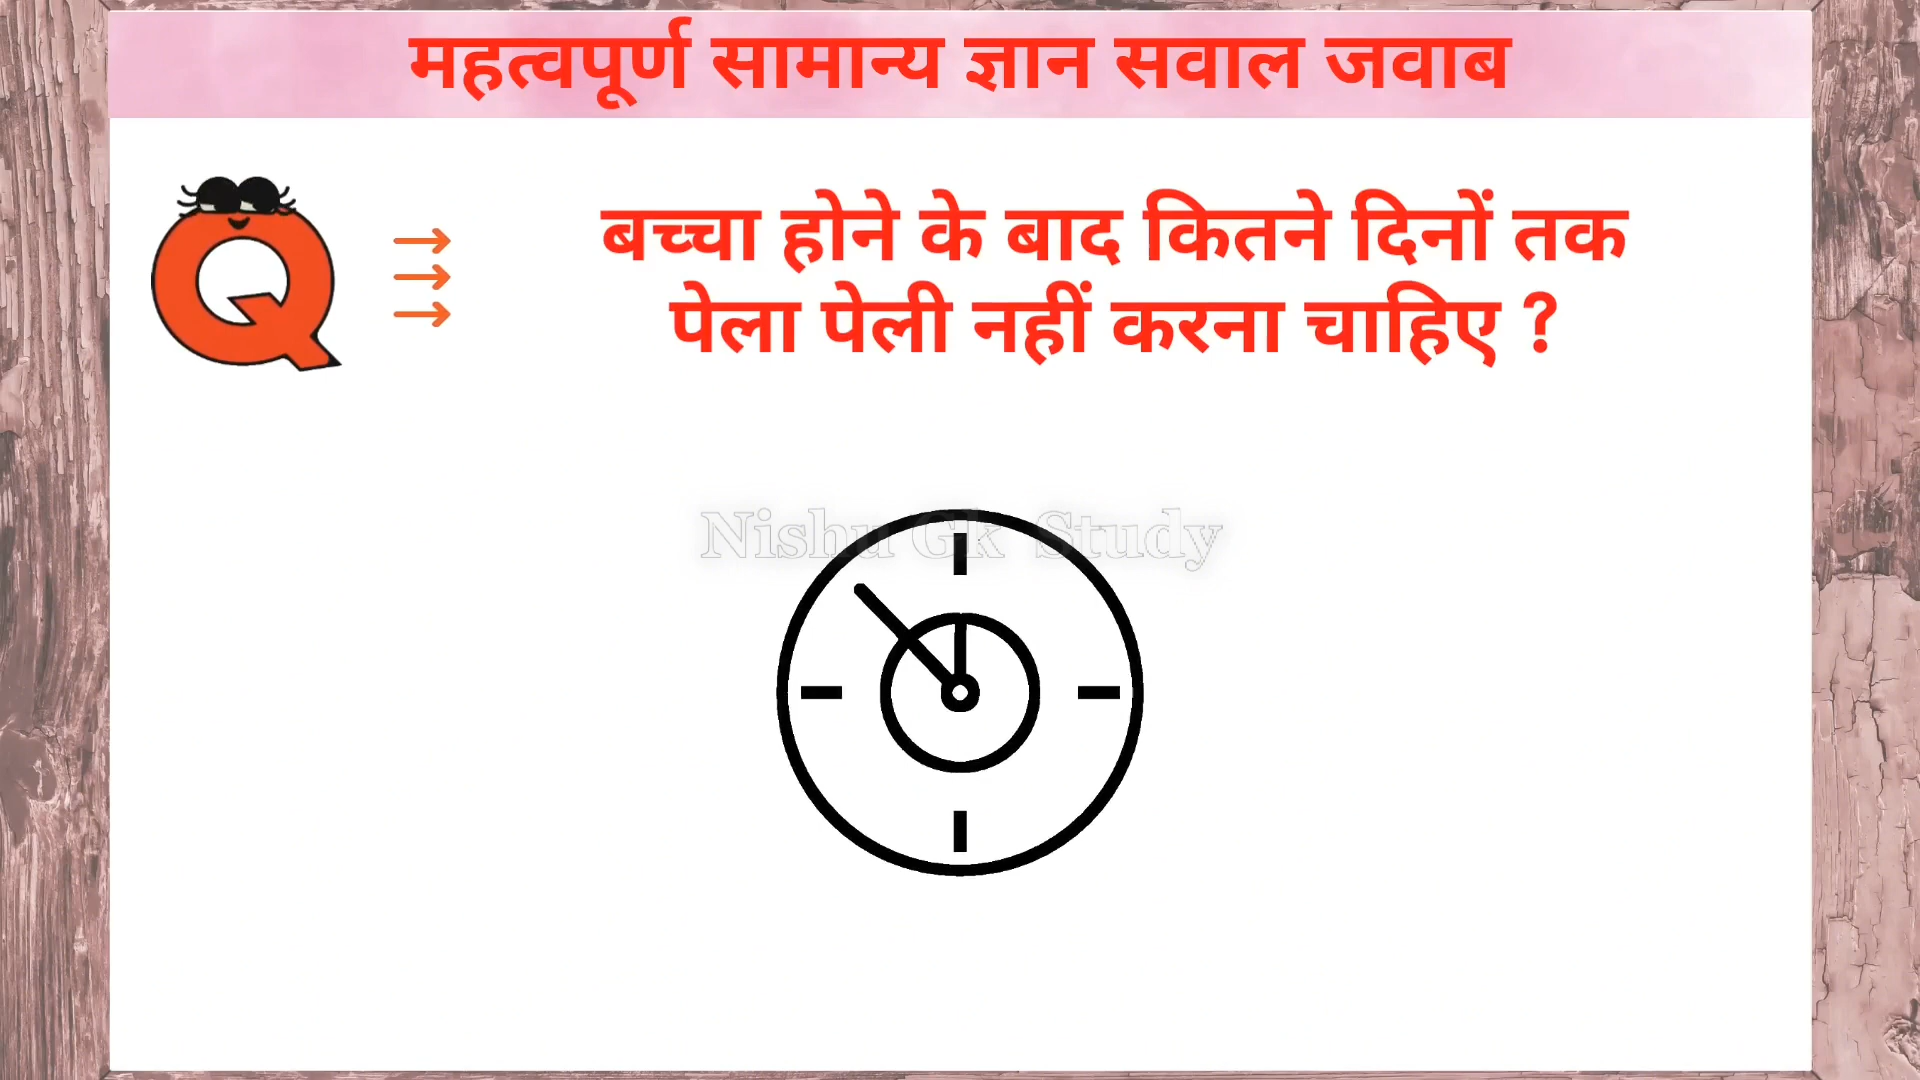 महत्वपूर्ण सामान्य ज्ञान सवाल जवाब
Q
बच्चा होने के बाद कितने दिनों तक
पेला पेली नहीं करना चाहिए ?
Nishu Gk Study